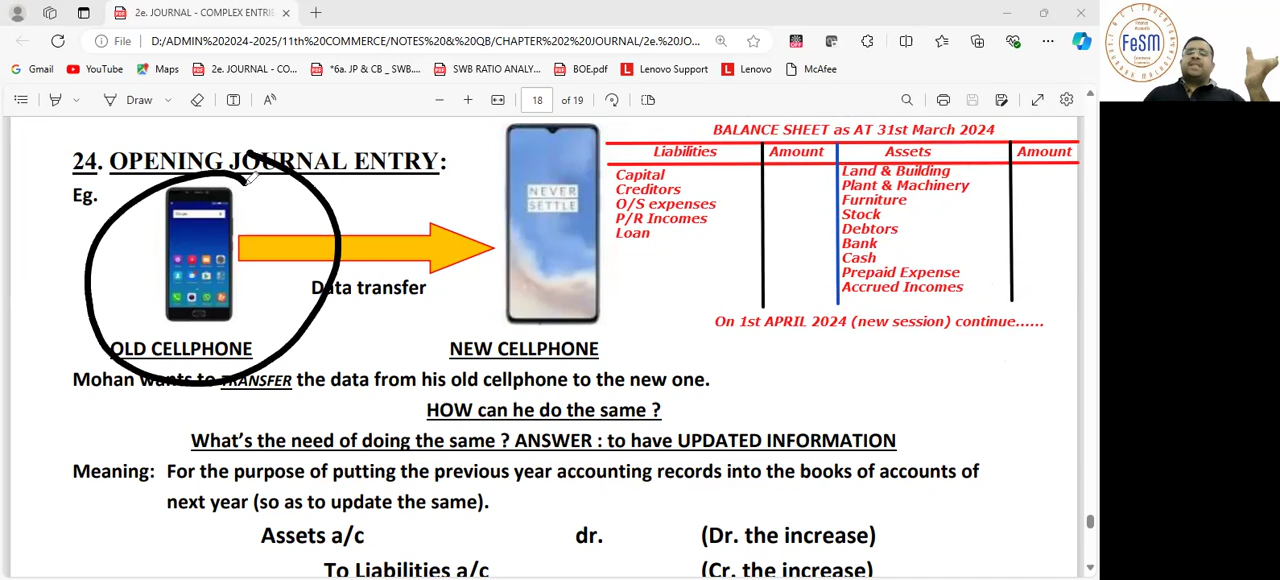 2e. JOURNAL - COMPLEX ENTRIE
File
D:/ADMIN%202024-2025/11th%20COMMERCE/NOTES%20&%20QB/CHAPTER%202%20JOURNAL/2e.%20JO...
Gmail
YouTube
Maps
2e. JOURNAL - CO...
*6a. JP & CB _ SWB....
SWB RATIO ANALY...
BOE.pdf
Lenovo Support
Lenovo
McAfee
Draw
18 of 19
24. OPENING JOURNAL ENTRY:
Eg.
NEVER
SETTLE
Data transfer
OLD CELLPHONE
NEW CELLPHONE
BALANCE SHEET as AT 31st March 2024
Liabilities Amount Assets Amount
Capital
Creditors
O/S expenses
P/R Incomes
Loan
Land & Building
Plant & Machinery
Furniture
Stock
Debtors
Bank
Cash
Prepaid Expense
Accrued Incomes
On 1st APRIL 2024 (new session) continue......
Mohan wants to TRANSFER the data from his old cellphone to the new one.
HOW can he do the same ?
What's the need of doing the same ? ANSWER : to have UPDATED INFORMATION
Meaning: For the purpose of putting the previous year accounting records into the books of accounts of
next year (so as to update the same).
Assets a/c dr. (Dr. the increase)
To Liabilities a/c (Cr. the increase)
FeSM